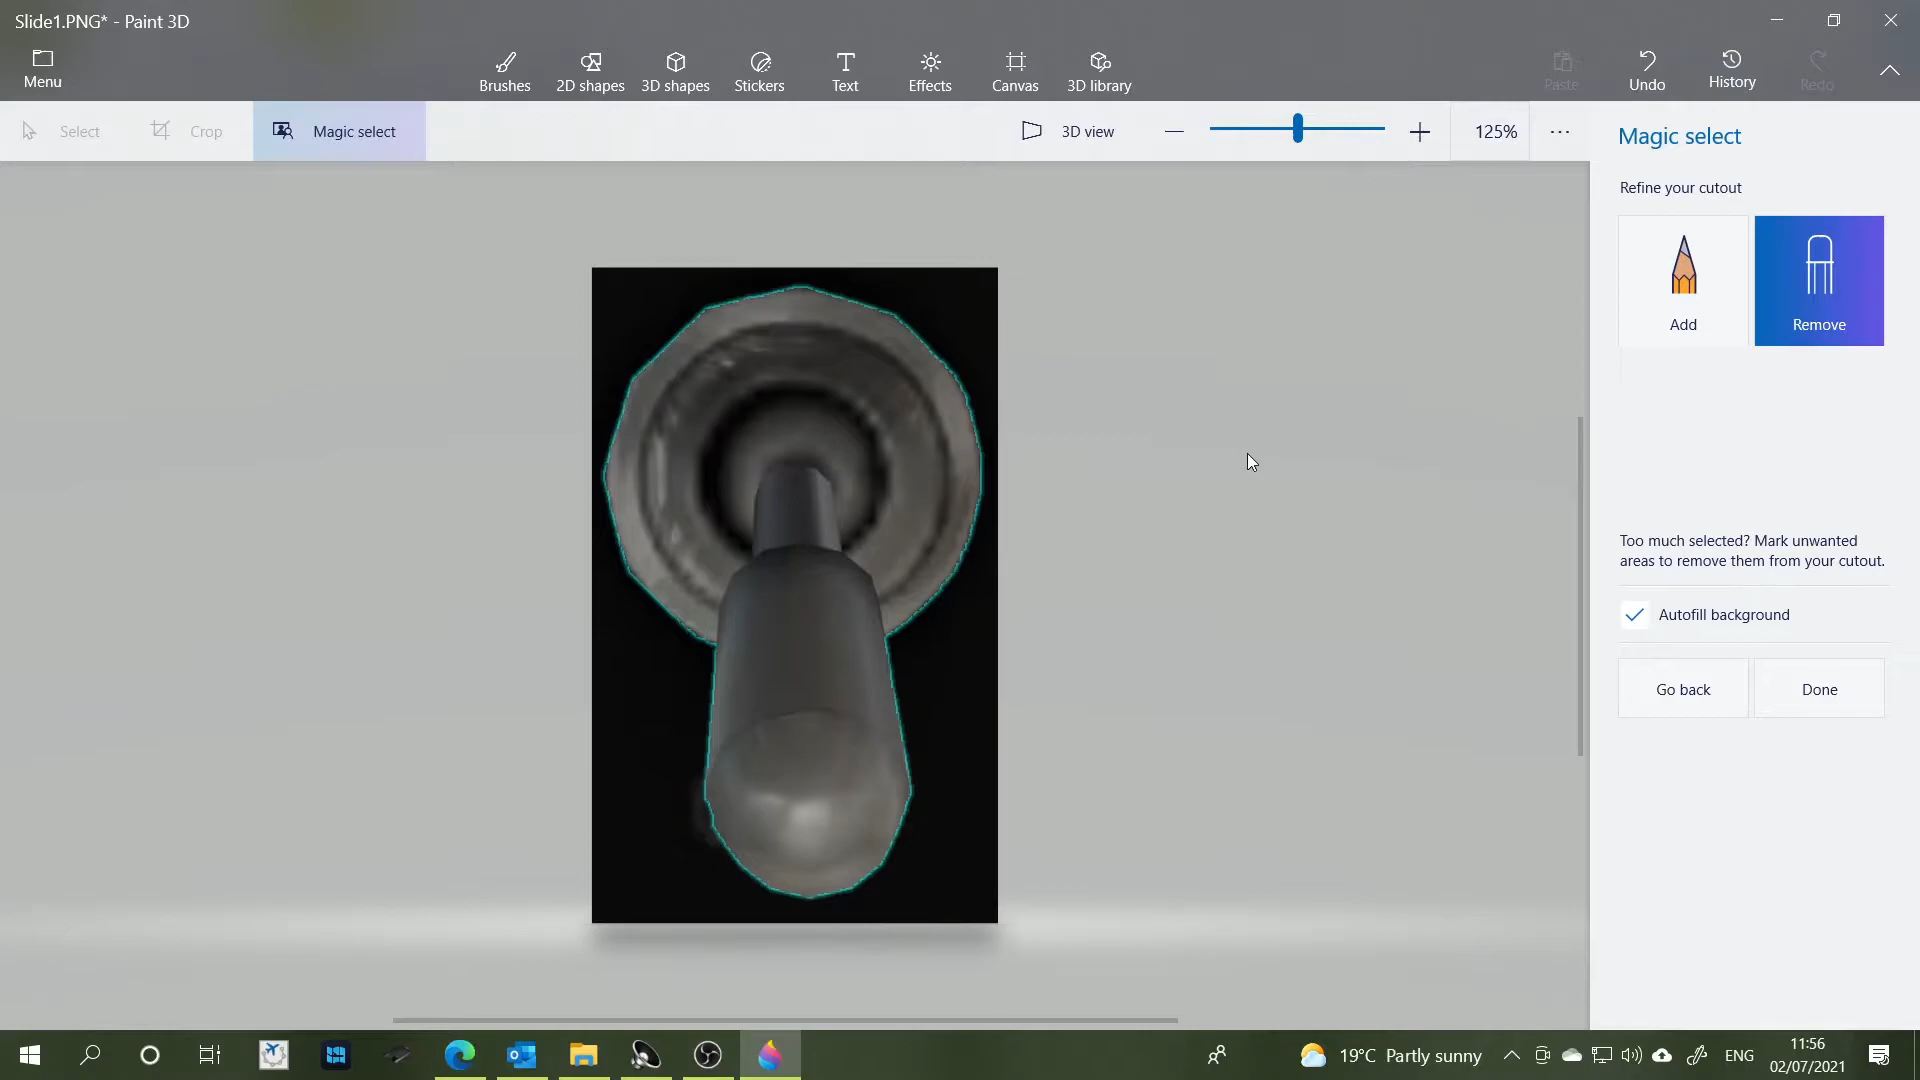 Slide1.PNG* - Paint 3D
Menu
Brushes
2D shapes
3D shapes
Stickers
Text
Effects
Canvas
3D library
Paste
Undo
History
Redo
Select
Crop
Magic select
3D view
125%
Magic select
Refine your cutout
Add
Remove
Too much selected? Mark unwanted
areas to remove them from your cutout.
Autofill background
Go back
Done
19°C Partly sunny
ENG
11:56
02/07/2021